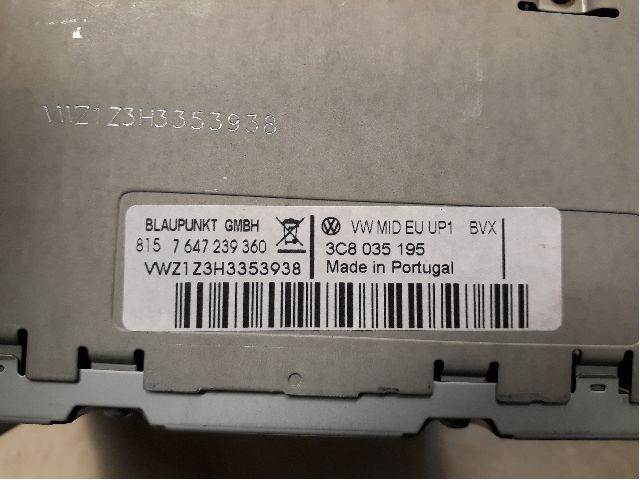 VWZ1Z3H3353938
BLAUPUNKT GMBH
815 7 647 239 360
VWZ1Z3H3353938
VW MID EU UP1 BVX
3C8 035 195
Made in Portugal